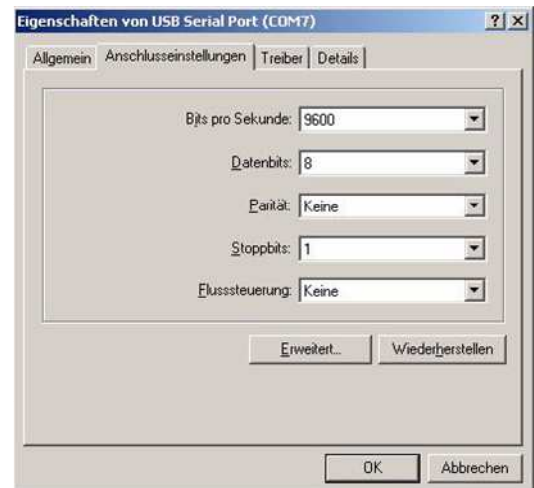 Eigenschaften von USB Serial Port (COM7)
Allgemein Anschlusseinstellungen Treiber Details
Bits pro Sekunde: 9600
Datenbits: 8
Parität: Keine
Stoppbits: 1
Flusssteuerung: Keine
Erweitert... Wiederherstellen
OK Abbrechen